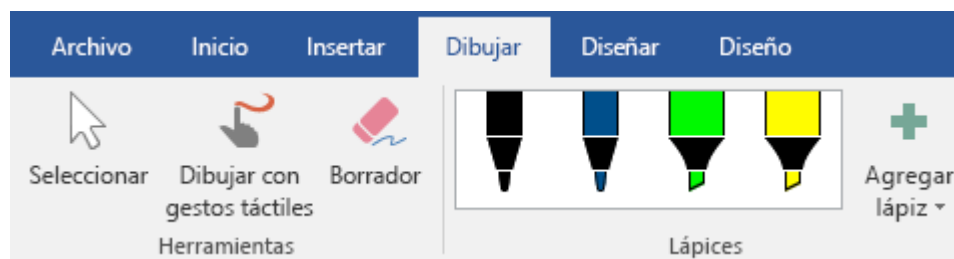 Archivo Inicio Insertar Dibujar Diseñar Diseño
Seleccionar Dibujar con gestos táctiles Borrador Agregar lápiz
Herramientas Lápices